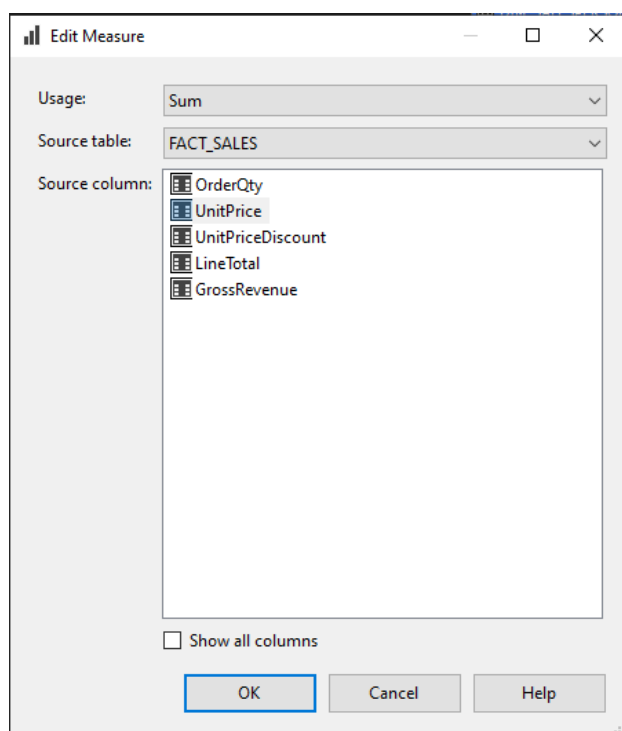 Edit Measure
Usage: Sum
Source table: FACT_SALES
Source column: OrderQty
UnitPrice
UnitPriceDiscount
LineTotal
GrossRevenue
Show all columns
OK Cancel Help